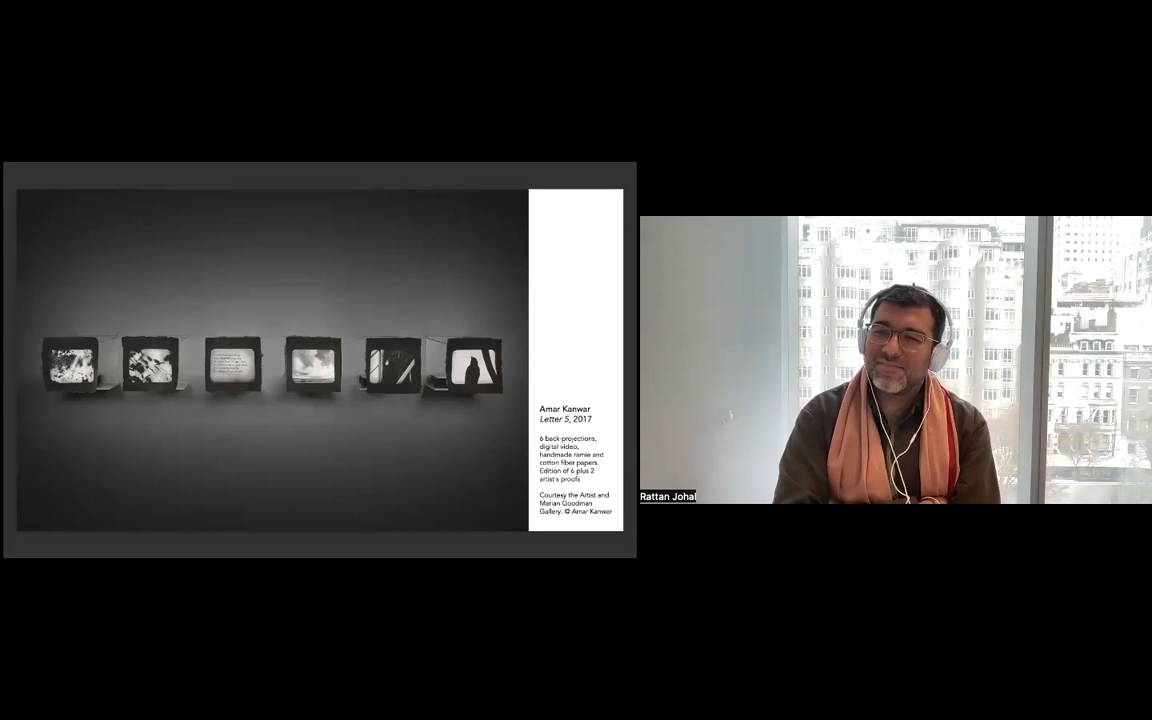 Amar Kanwar
Letter 5, 2017
6 back-projections,
digital video,
handmade ramie and
cotton fiber papers.
Edition of 6 plus 2
artist's proofs
Courtesy the Artist and
Marian Goodman
Gallery. © Amar Kanwar
Rattan Johal